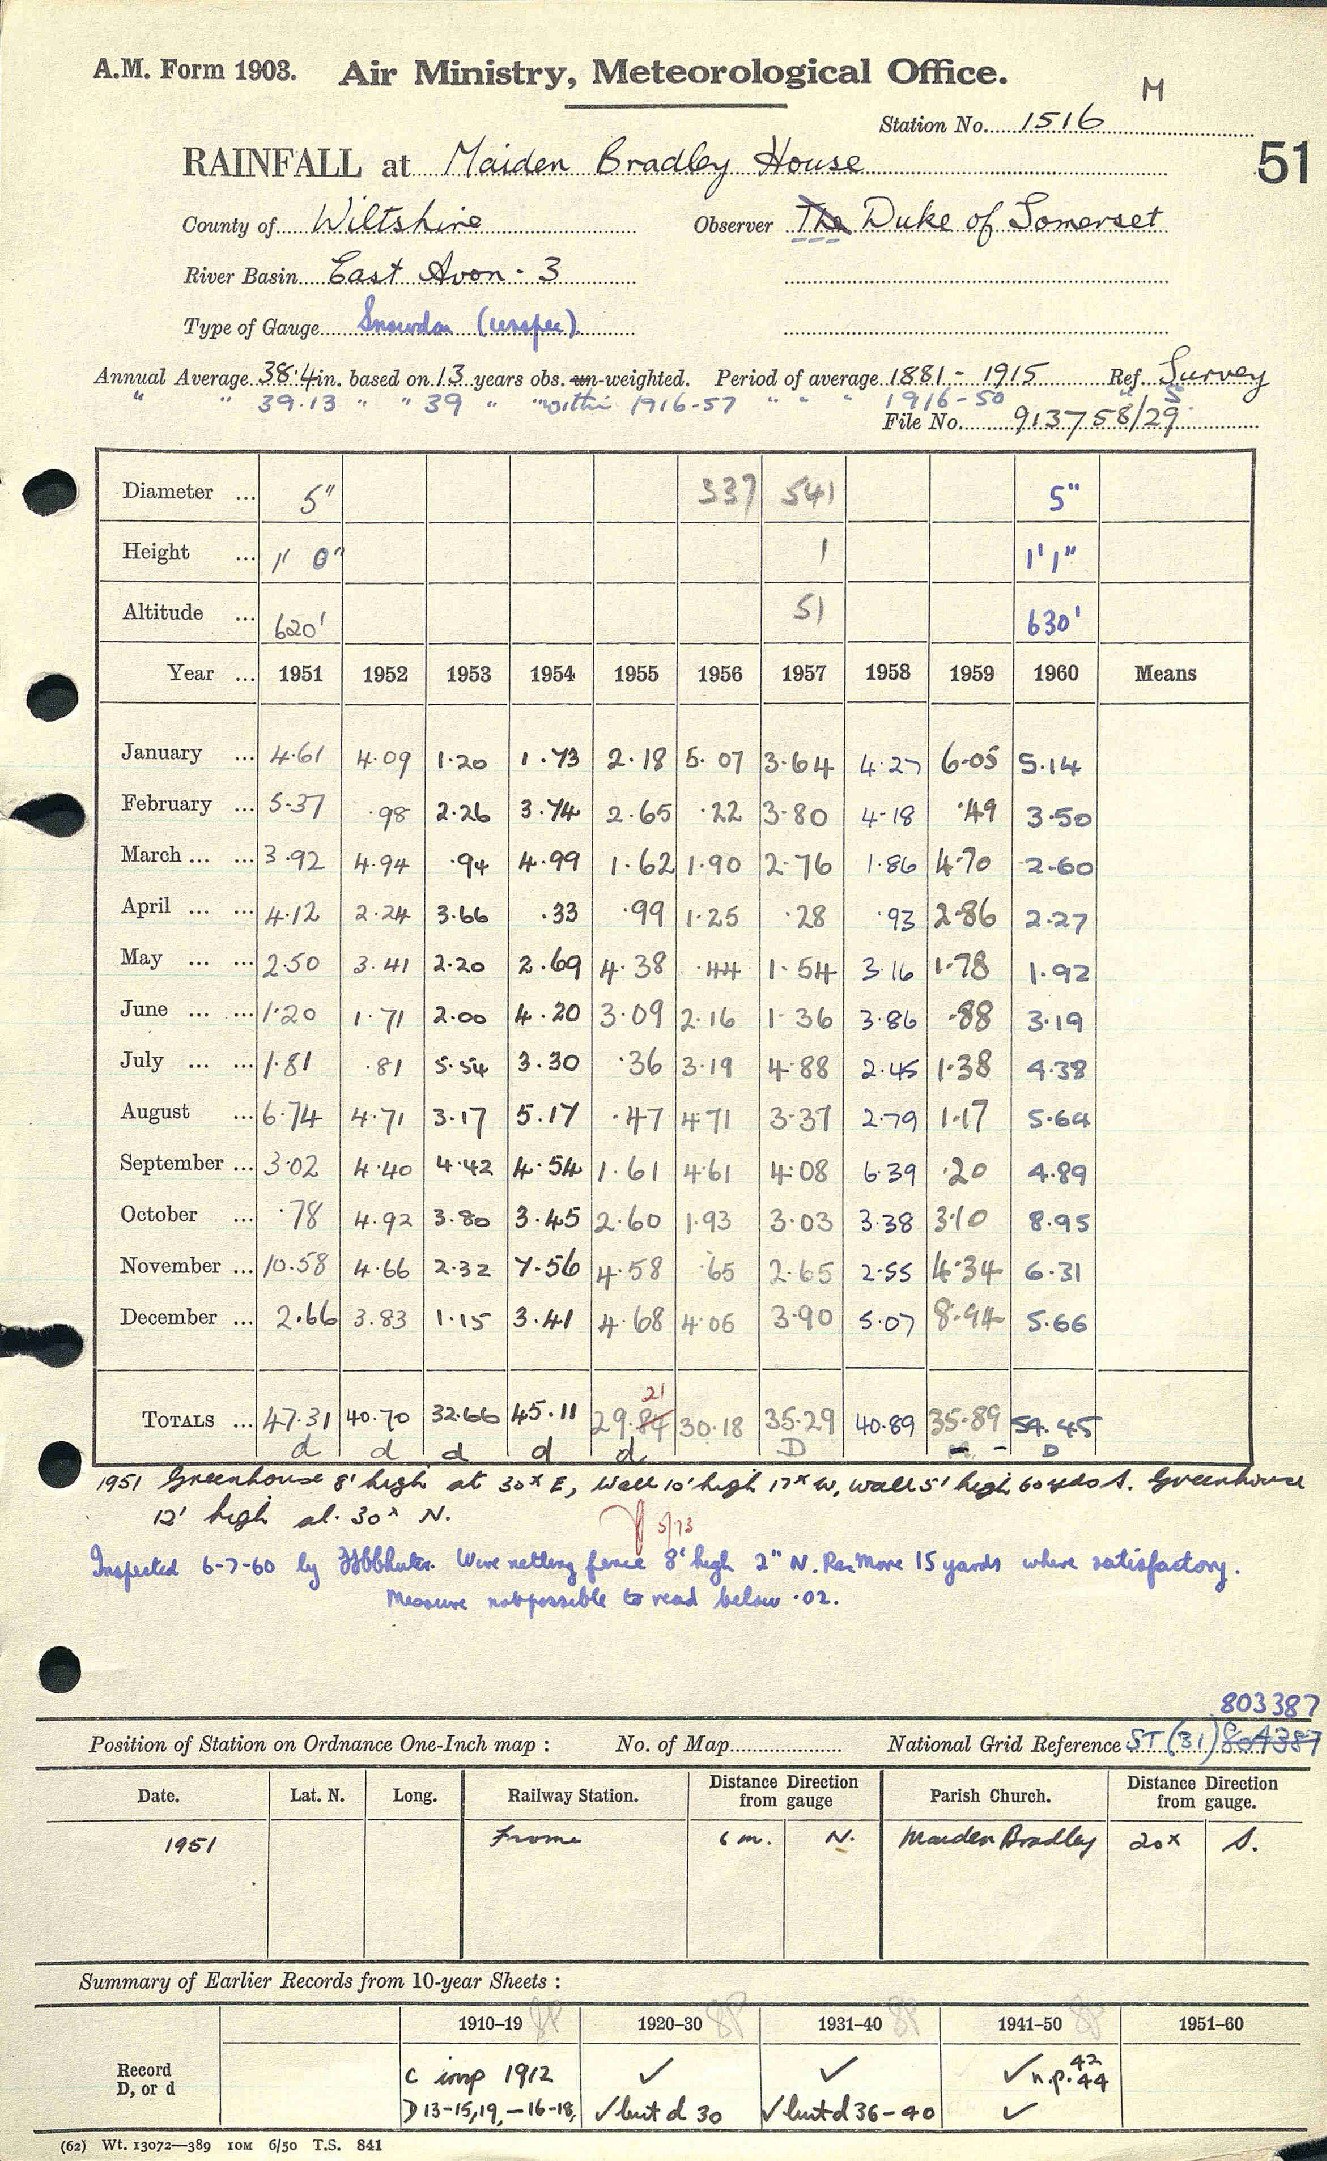 A.M. Form 1903. Air Ministry, Meteorological Office.
M
Station No. 1516
51
RAINFALL at Maiden Bradley House
County of Wiltshire Observer The Duke of Somerset
River Basin East Avon - 3
Type of Gauge Snowdon (unspec)
Annual Average 38.4 in. based on 13 years obs. un-weighted. Period of average 1881 - 1915 Ref. Survey
" " 39.13 " " 39 " " within 1916-57 " " " 1916-50 " S
File No. 913758/29
Diameter ... 5" 337 541 5"
Height ... 1' 0" 1 1'1"
Altitude ... 620' 51 630'
Year ... 1951 1952 1953 1954 1955 1956 1957 1958 1959 1960 Means
January ... 4.61 4.09 1.20 1.73 2.18 5.07 3.64 4.27 6.05 5.14
February ... 5.37 .98 2.26 3.74 2.65 .22 3.80 4.18 .49 3.50
March ... ... 3.92 4.94 .94 4.99 1.62 1.90 2.76 1.86 4.70 2.60
April ... ... 4.12 2.24 3.66 .33 .99 1.25 .28 .93 2.86 2.27
May ... ... 2.50 3.41 2.20 2.69 4.38 .44 1.54 3.16 1.78 1.92
June ... ... 1.20 1.71 2.00 4.20 3.09 2.16 1.36 3.86 .88 3.19
July ... ... 1.81 .81 5.54 3.30 .36 3.19 4.88 2.45 1.38 4.38
August ... 6.74 4.71 3.17 5.17 .47 4.71 3.37 2.79 1.17 5.64
September ... 3.02 4.40 4.42 4.54 1.61 4.61 4.08 6.39 .20 4.89
October ... .78 4.92 3.80 3.45 2.60 1.93 3.03 3.38 3.10 8.95
November ... 10.58 4.66 2.32 7.56 4.58 .65 2.65 2.55 4.34 6.31
December ... 2.66 3.83 1.15 3.41 4.68 4.05 3.90 5.07 8.94 5.66
21
TOTALS ... 47.31 40.70 32.66 45.11 29.84 30.18 35.29 40.89 35.89 54.45
d d d d d D D
1951 Greenhouse 8' high at 30x E, Wall 10' high 17x W, wall 5' high 60 yds S. Greenhouse
12' high at 30x N.
5/73
Inspected 6-7-60 by Wire netting fence 8' high 2" N. Rec. Move 15 yards where satisfactory.
Measure not possible to read below .02.
803387
Position of Station on Ordnance One-Inch map : No. of Map National Grid Reference ST (31) 804387
Date. Lat. N. Long. Railway Station. Distance Direction from gauge Parish Church. Distance Direction from gauge.
1951 Frome 6 m. N. Maiden Bradley 20x S.
Summary of Earlier Records from 10-year Sheets :
1910–19 1920–30 1931–40 1941–50 1951–60
Record C inap 1912 ✓ ✓ ✓ n.p. 42 44
D, or d D 13-15,19, – 16-18, ✓ but d 30 ✓ but d 36-40 ✓
(62) Wt. 13072—389 10M 6/50 T.S. 841